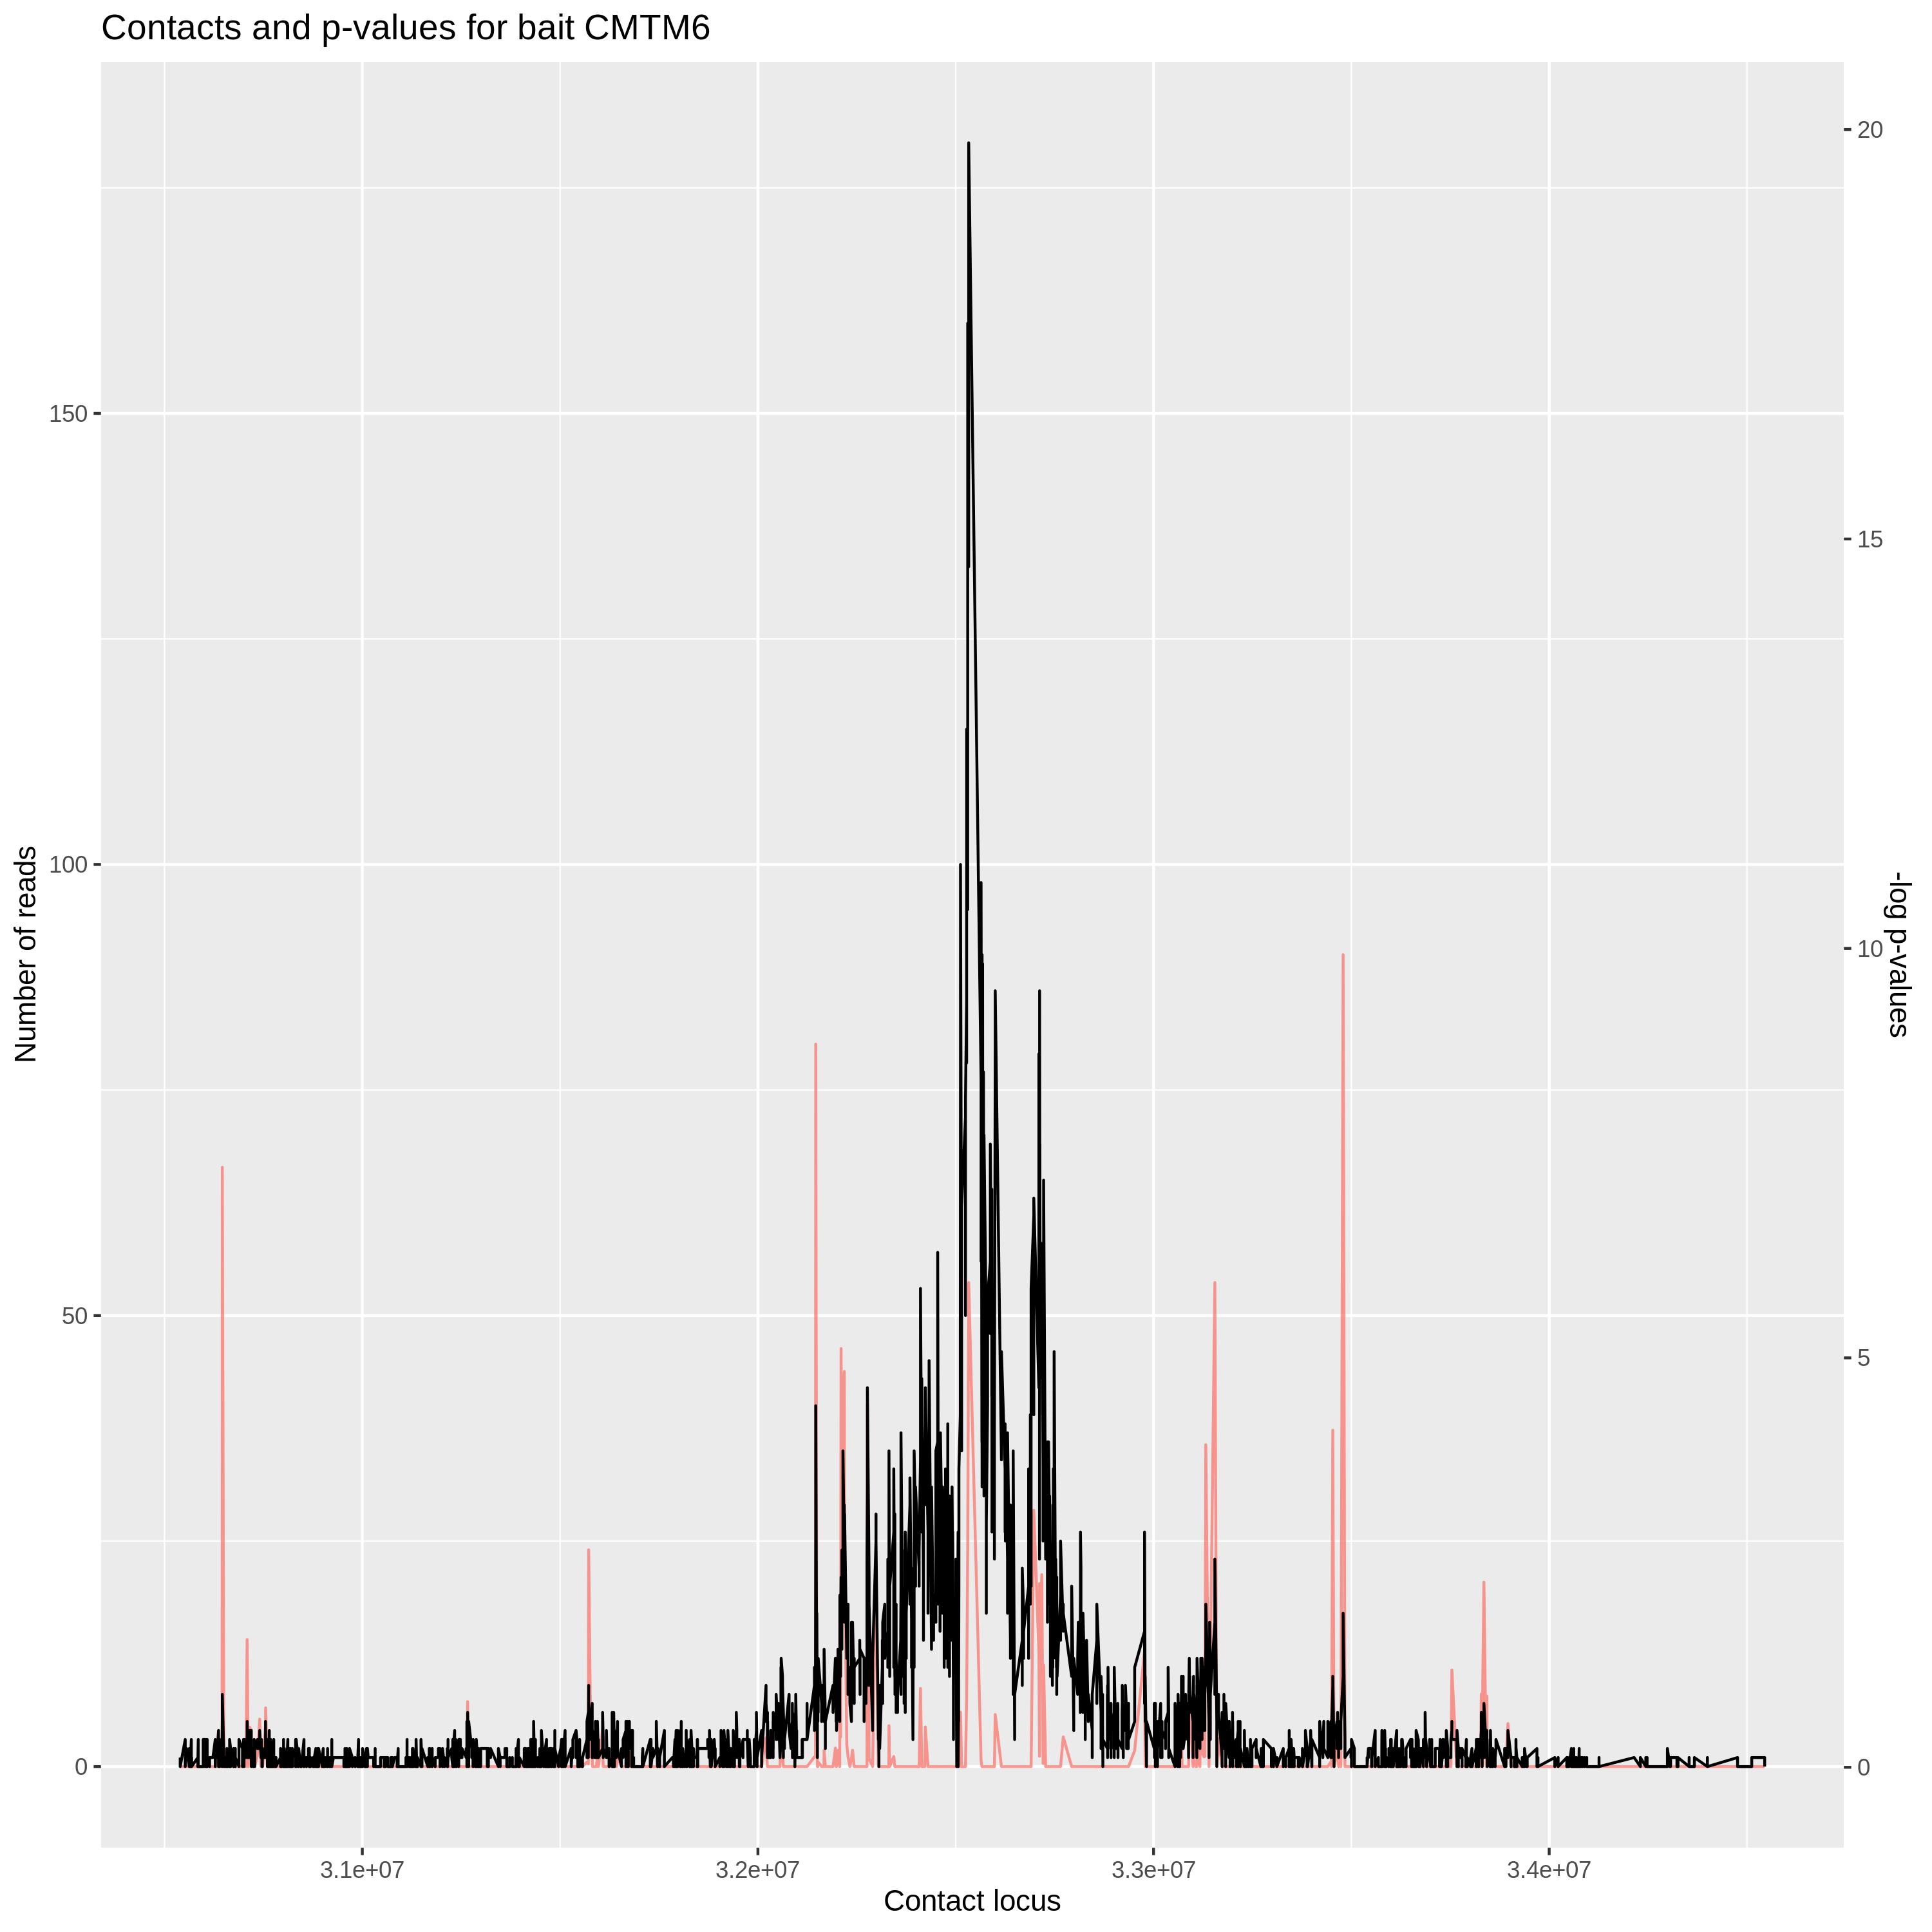 Contacts and p-values for bait CMTM6
Number of reads
150
100
50
0
20
15
10
5
0
-log p-values
3.1e+07
3.2e+07
3.3e+07
3.4e+07
Contact locus